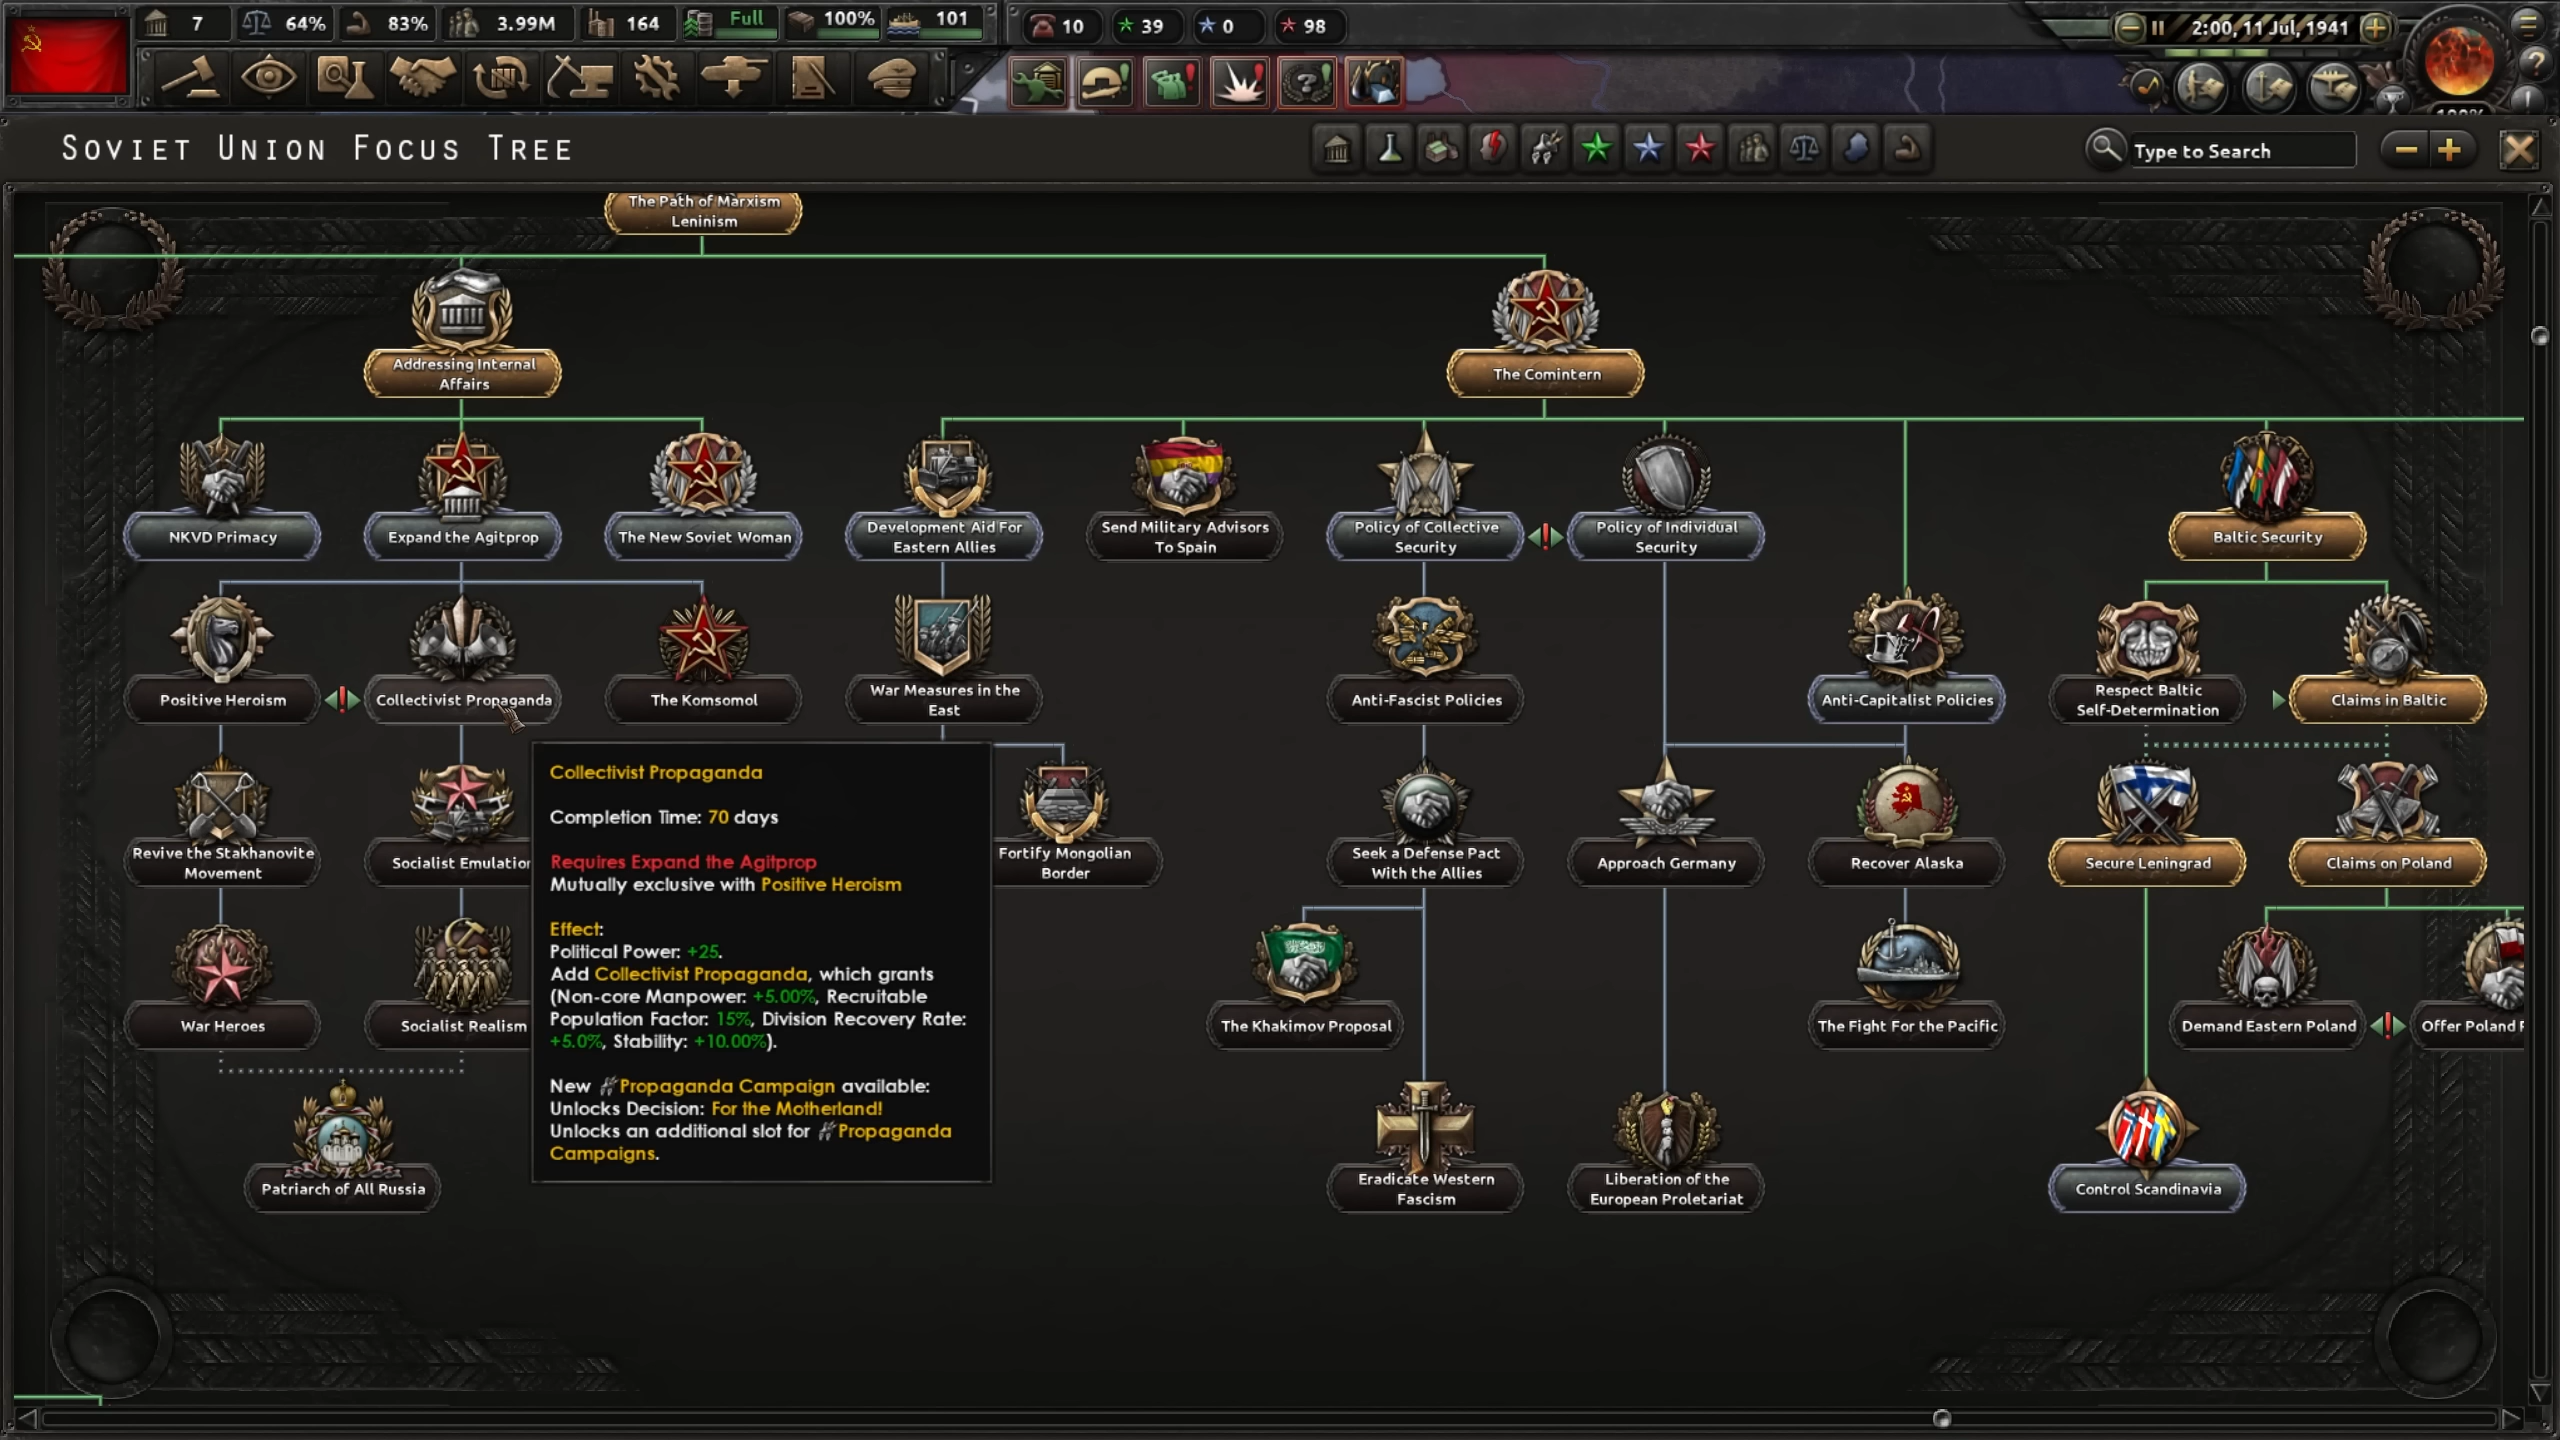 7 64% 83% 3.99M 164 Full 100% 101 10 39 0 98 2:00, 11 Jul, 1941
Soviet Union Focus Tree
Type to Search
The Path of Marxism
Leninism
Addressing Internal
Affairs
The Comintern
NKVD Primacy
Expand the Agitprop
The New Soviet Woman
Development Aid For
Eastern Allies
Send Military Advisors
To Spain
Policy of Collective
Security
Policy of Individual
Security
Baltic Security
Positive Heroism
Collectivist Propaganda
The Komsomol
War Measures in the
East
Anti-Fascist Policies
Anti-Capitalist Policies
Respect Baltic
Self-Determination
Claims in Baltic
Revive the Stakhanovite
Movement
Socialist Emulation
Fortify Mongolian
Border
Seek a Defense Pact
With the Allies
Approach Germany
Recover Alaska
Secure Leningrad
Claims on Poland
War Heroes
Socialist Realism
The Khakimov Proposal
The Fight For the Pacific
Demand Eastern Poland
Offer Poland
Patriarch of All Russia
Eradicate Western
Fascism
Liberation of the
European Proletariat
Control Scandinavia
Collectivist Propaganda
Completion Time: 70 days
Requires Expand the Agitprop
Mutually exclusive with Positive Heroism
Effect:
Political Power: +25.
Add Collectivist Propaganda, which grants
(Non-core Manpower: +5.00%, Recruitable
Population Factor: 15%, Division Recovery Rate:
+5.0%, Stability: +10.00%).
New Propaganda Campaign available:
Unlocks Decision: For the Motherland!
Unlocks an additional slot for Propaganda
Campaigns.